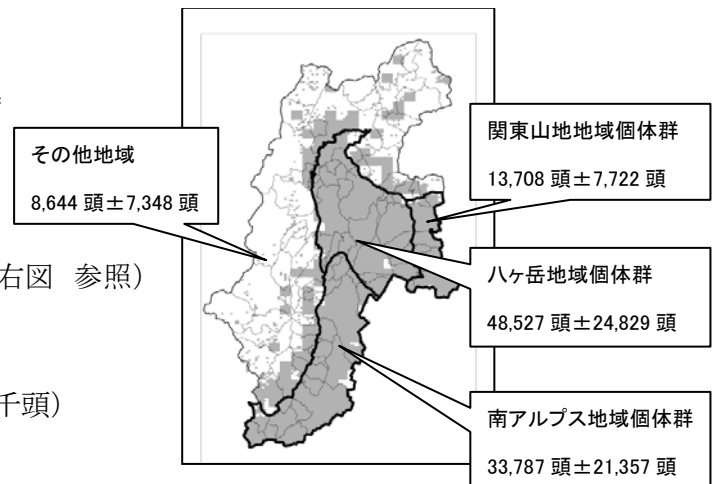 その他地域
8,644 頭±7,348 頭
右図 参照）
千頭）
関東山地地域個体群
13,708 頭±7,722 頭
八ヶ岳地域個体群
48,527 頭±24,829 頭
南アルプス地域個体群
33,787 頭±21,357 頭